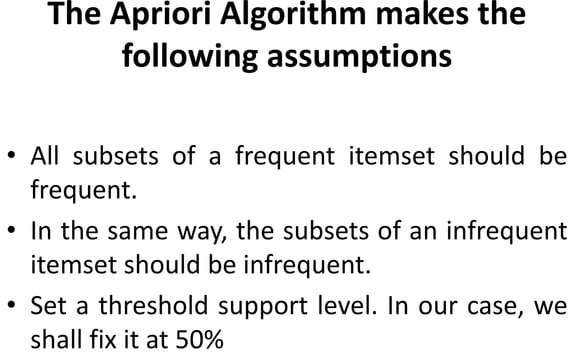 The Apriori Algorithm makes the
following assumptions
• All subsets of a frequent itemset should be
frequent.
• In the same way, the subsets of an infrequent
itemset should be infrequent.
• Set a threshold support level. In our case, we
shall fix it at 50%